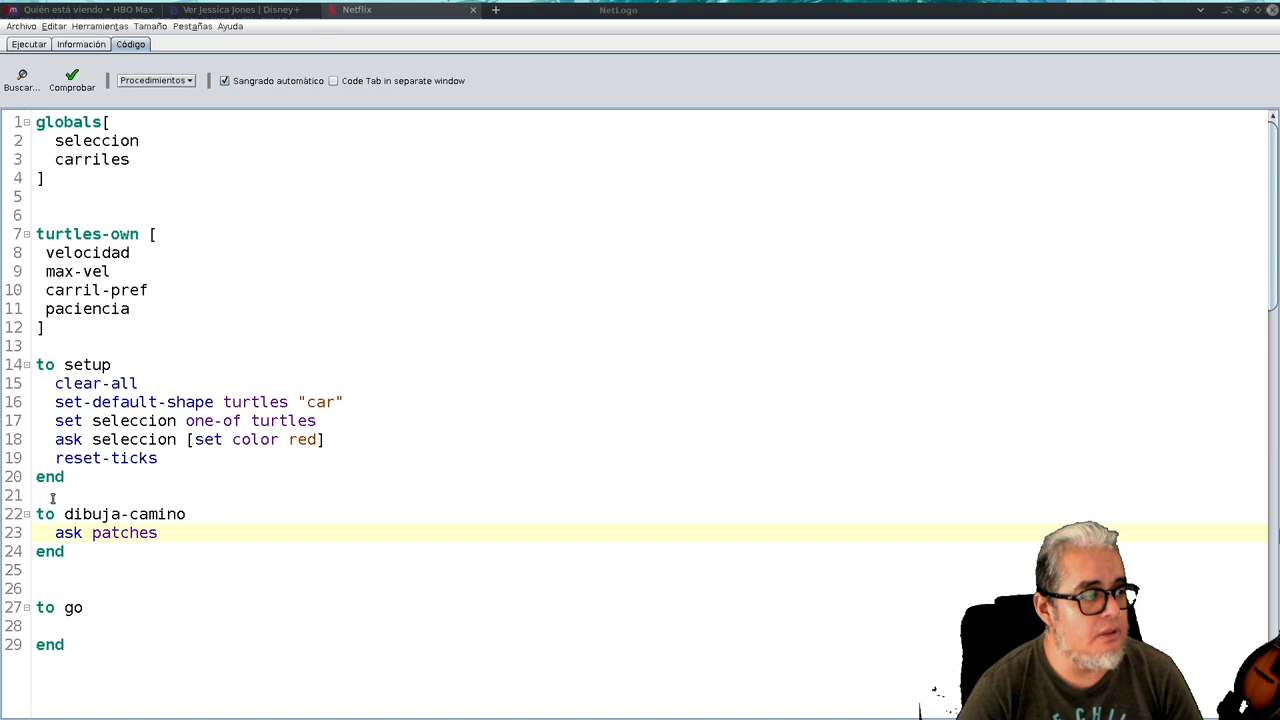 Quién está viendo • HBO Max
Ver Jessica Jones | Disney+
Netflix
NetLogo
Archivo Editar Herramientas Tamaño Pestañas Ayuda
Ejecutar Información Código
Buscar... Comprobar Procedimientos Sangrado automático Code Tab in separate window
1 globals[
2 seleccion
3 carriles
4 ]
5
6
7 turtles-own [
8 velocidad
9 max-vel
10 carril-pref
11 paciencia
12 ]
13
14 to setup
15 clear-all
16 set-default-shape turtles "car"
17 set seleccion one-of turtles
18 ask seleccion [set color red]
19 reset-ticks
20 end
21
22 to dibuja-camino
23 ask patches
24 end
25
26
27 to go
28
29 end